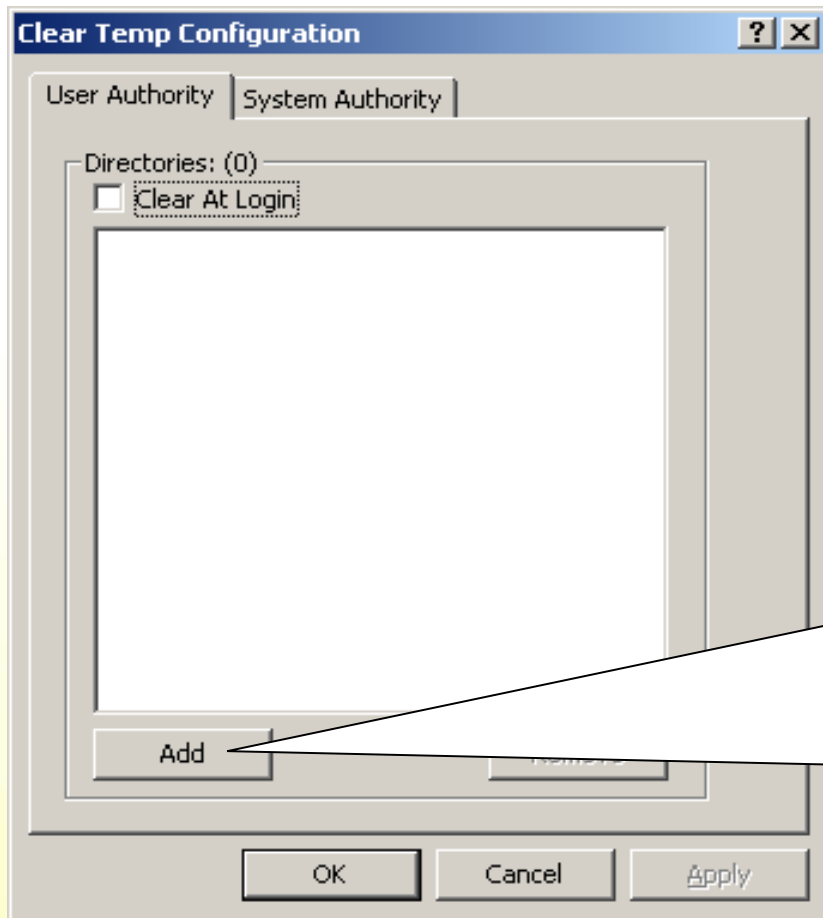 Clear Temp Configuration
User Authority System Authority
Directories: (0)
Clear At Login
Add
OK Cancel Apply